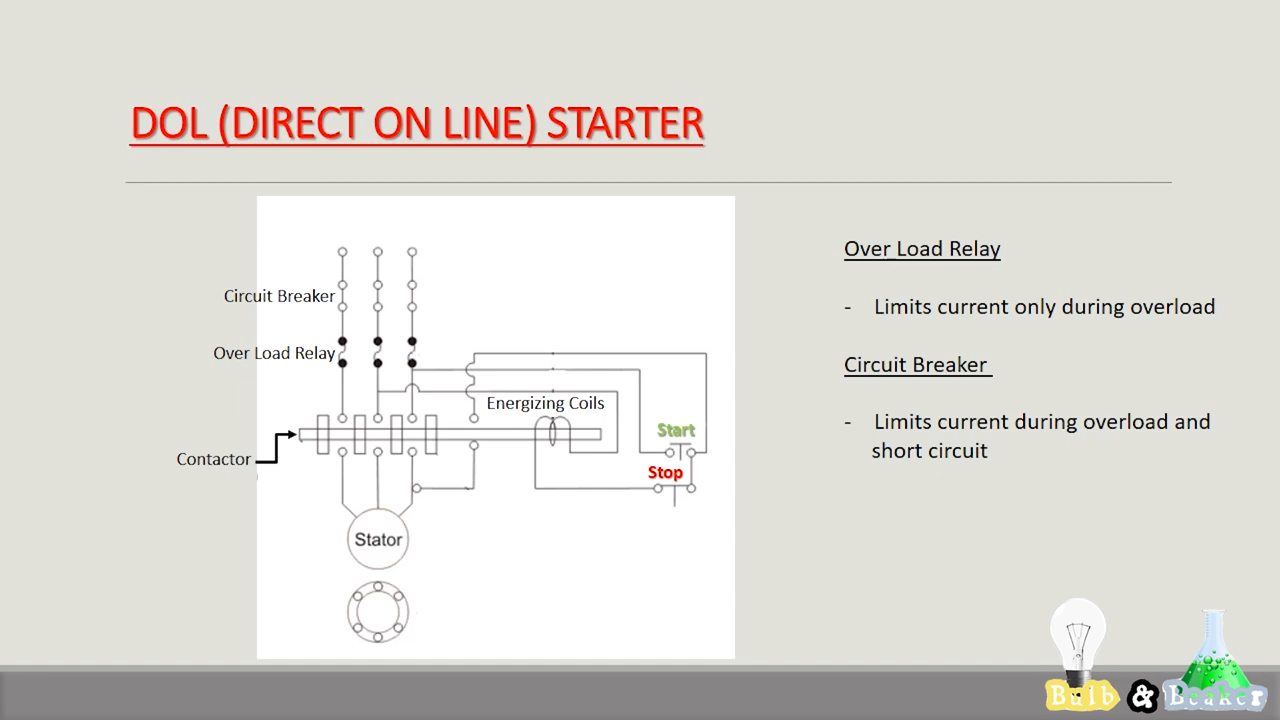 DOL (DIRECT ON LINE) STARTER
Circuit Breaker
Over Load Relay
Energizing Coils
Start
Stop
Contactor
Stator
Over Load Relay
- Limits current only during overload
Circuit Breaker
- Limits current during overload and
short circuit
Bulb & Beaker